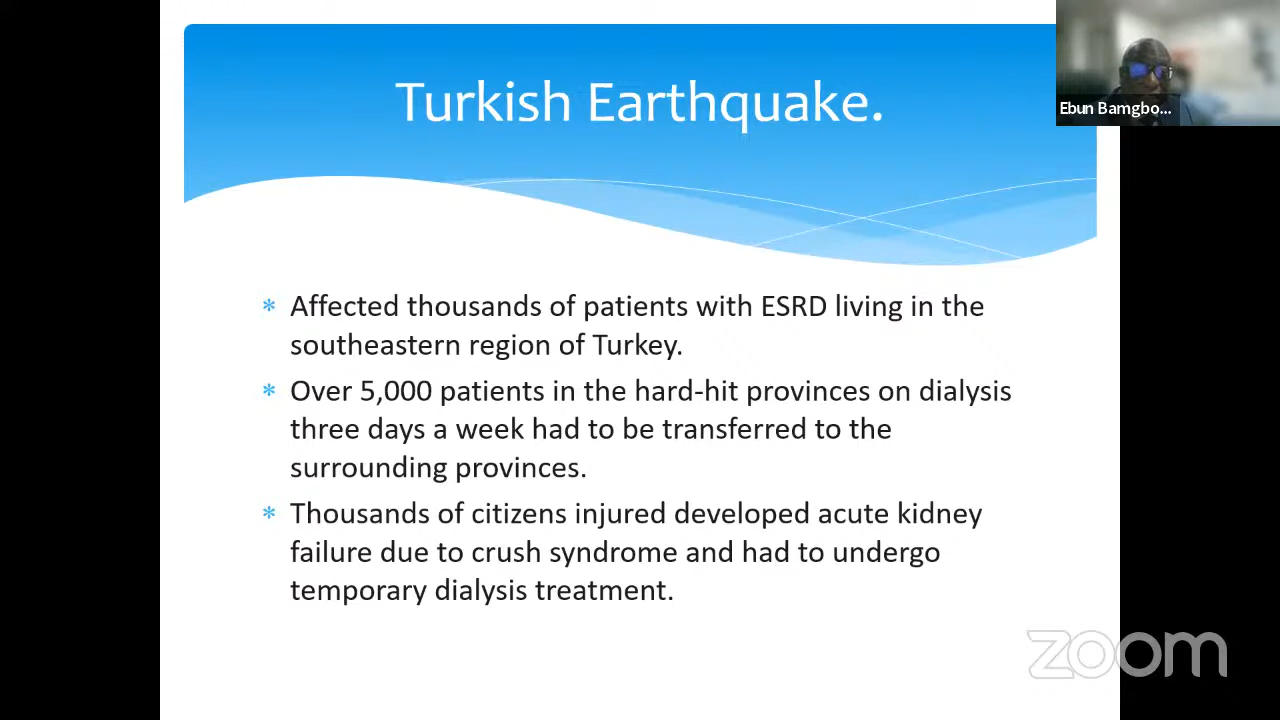 Turkish Earthquake.
Ebun Bamgbo...
* Affected thousands of patients with ESRD living in the
southeastern region of Turkey.
* Over 5,000 patients in the hard-hit provinces on dialysis
three days a week had to be transferred to the
surrounding provinces.
* Thousands of citizens injured developed acute kidney
failure due to crush syndrome and had to undergo
temporary dialysis treatment.
zoom